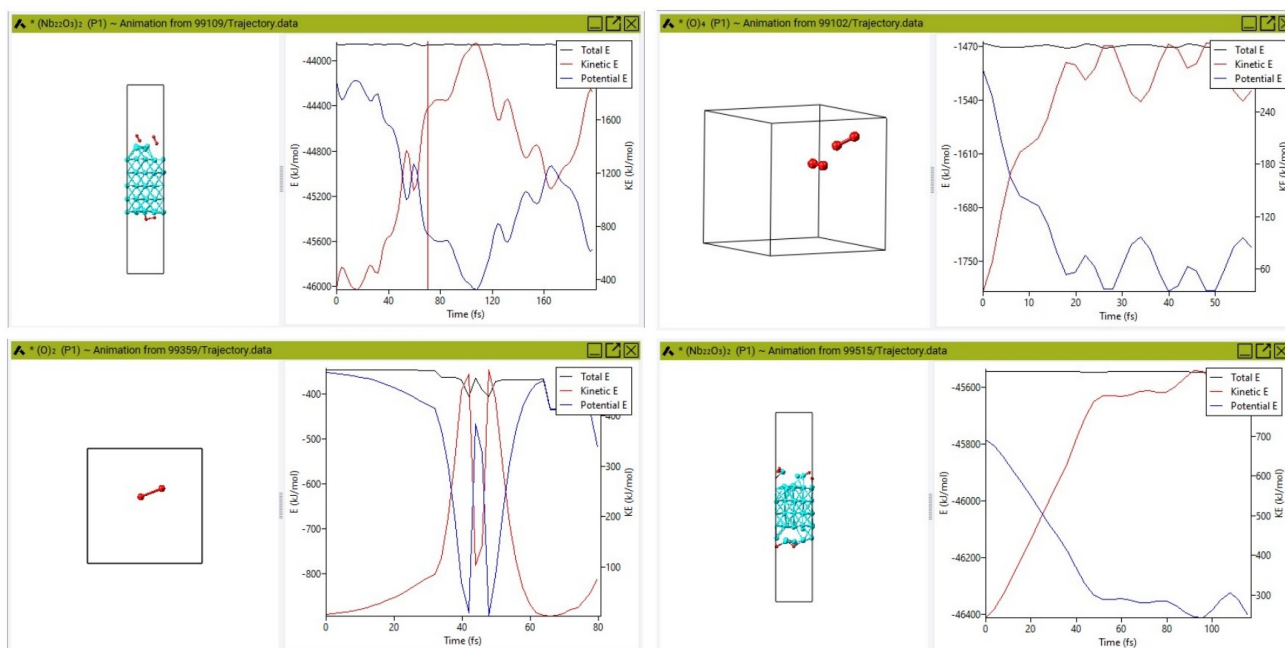 * (Nb₂₂O₃)₂ (P1) ~ Animation from 99109/Trajectory.data
Total E
Kinetic E
Potential E
-44000
-44400
-44800
-45200
-45600
-46000
E (kJ/mol)
1600
1200
800
400
KE (kJ/mol)
0 40 80 120 160
Time (fs)
* (O)₄ (P1) ~ Animation from 99102/Trajectory.data
Total E
Kinetic E
Potential E
-1470
-1540
-1610
-1680
-1750
E (kJ/mol)
240
180
120
60
KE (kJ/mol)
0 10 20 30 40 50
Time (fs)
* (O)₂ (P1) ~ Animation from 99359/Trajectory.data
Total E
Kinetic E
Potential E
-400
-500
-600
-700
-800
E (kJ/mol)
400
300
200
100
KE (kJ/mol)
0 20 40 60 80
Time (fs)
* (Nb₂₂O₃)₂ (P1) ~ Animation from 99515/Trajectory.data
Total E
Kinetic E
Potential E
-45600
-45800
-46000
-46200
-46400
E (kJ/mol)
700
600
500
400
300
KE (kJ/mol)
0 20 40 60 80 100
Time (fs)